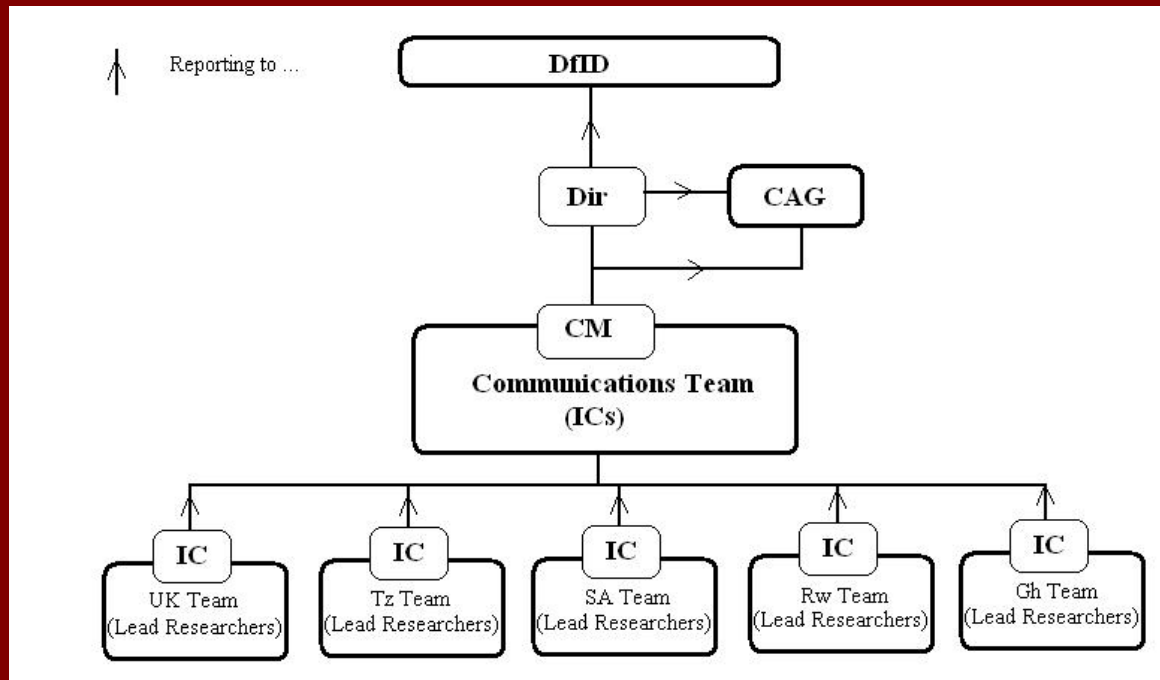 Reporting to ...
DfID
Dir
CAG
CM
Communications Team
(ICs)
IC
IC
IC
IC
IC
UK Team
(Lead Researchers)
Tz Team
(Lead Researchers)
SA Team
(Lead Researchers)
Rw Team
(Lead Researchers)
Gh Team
(Lead Researchers)